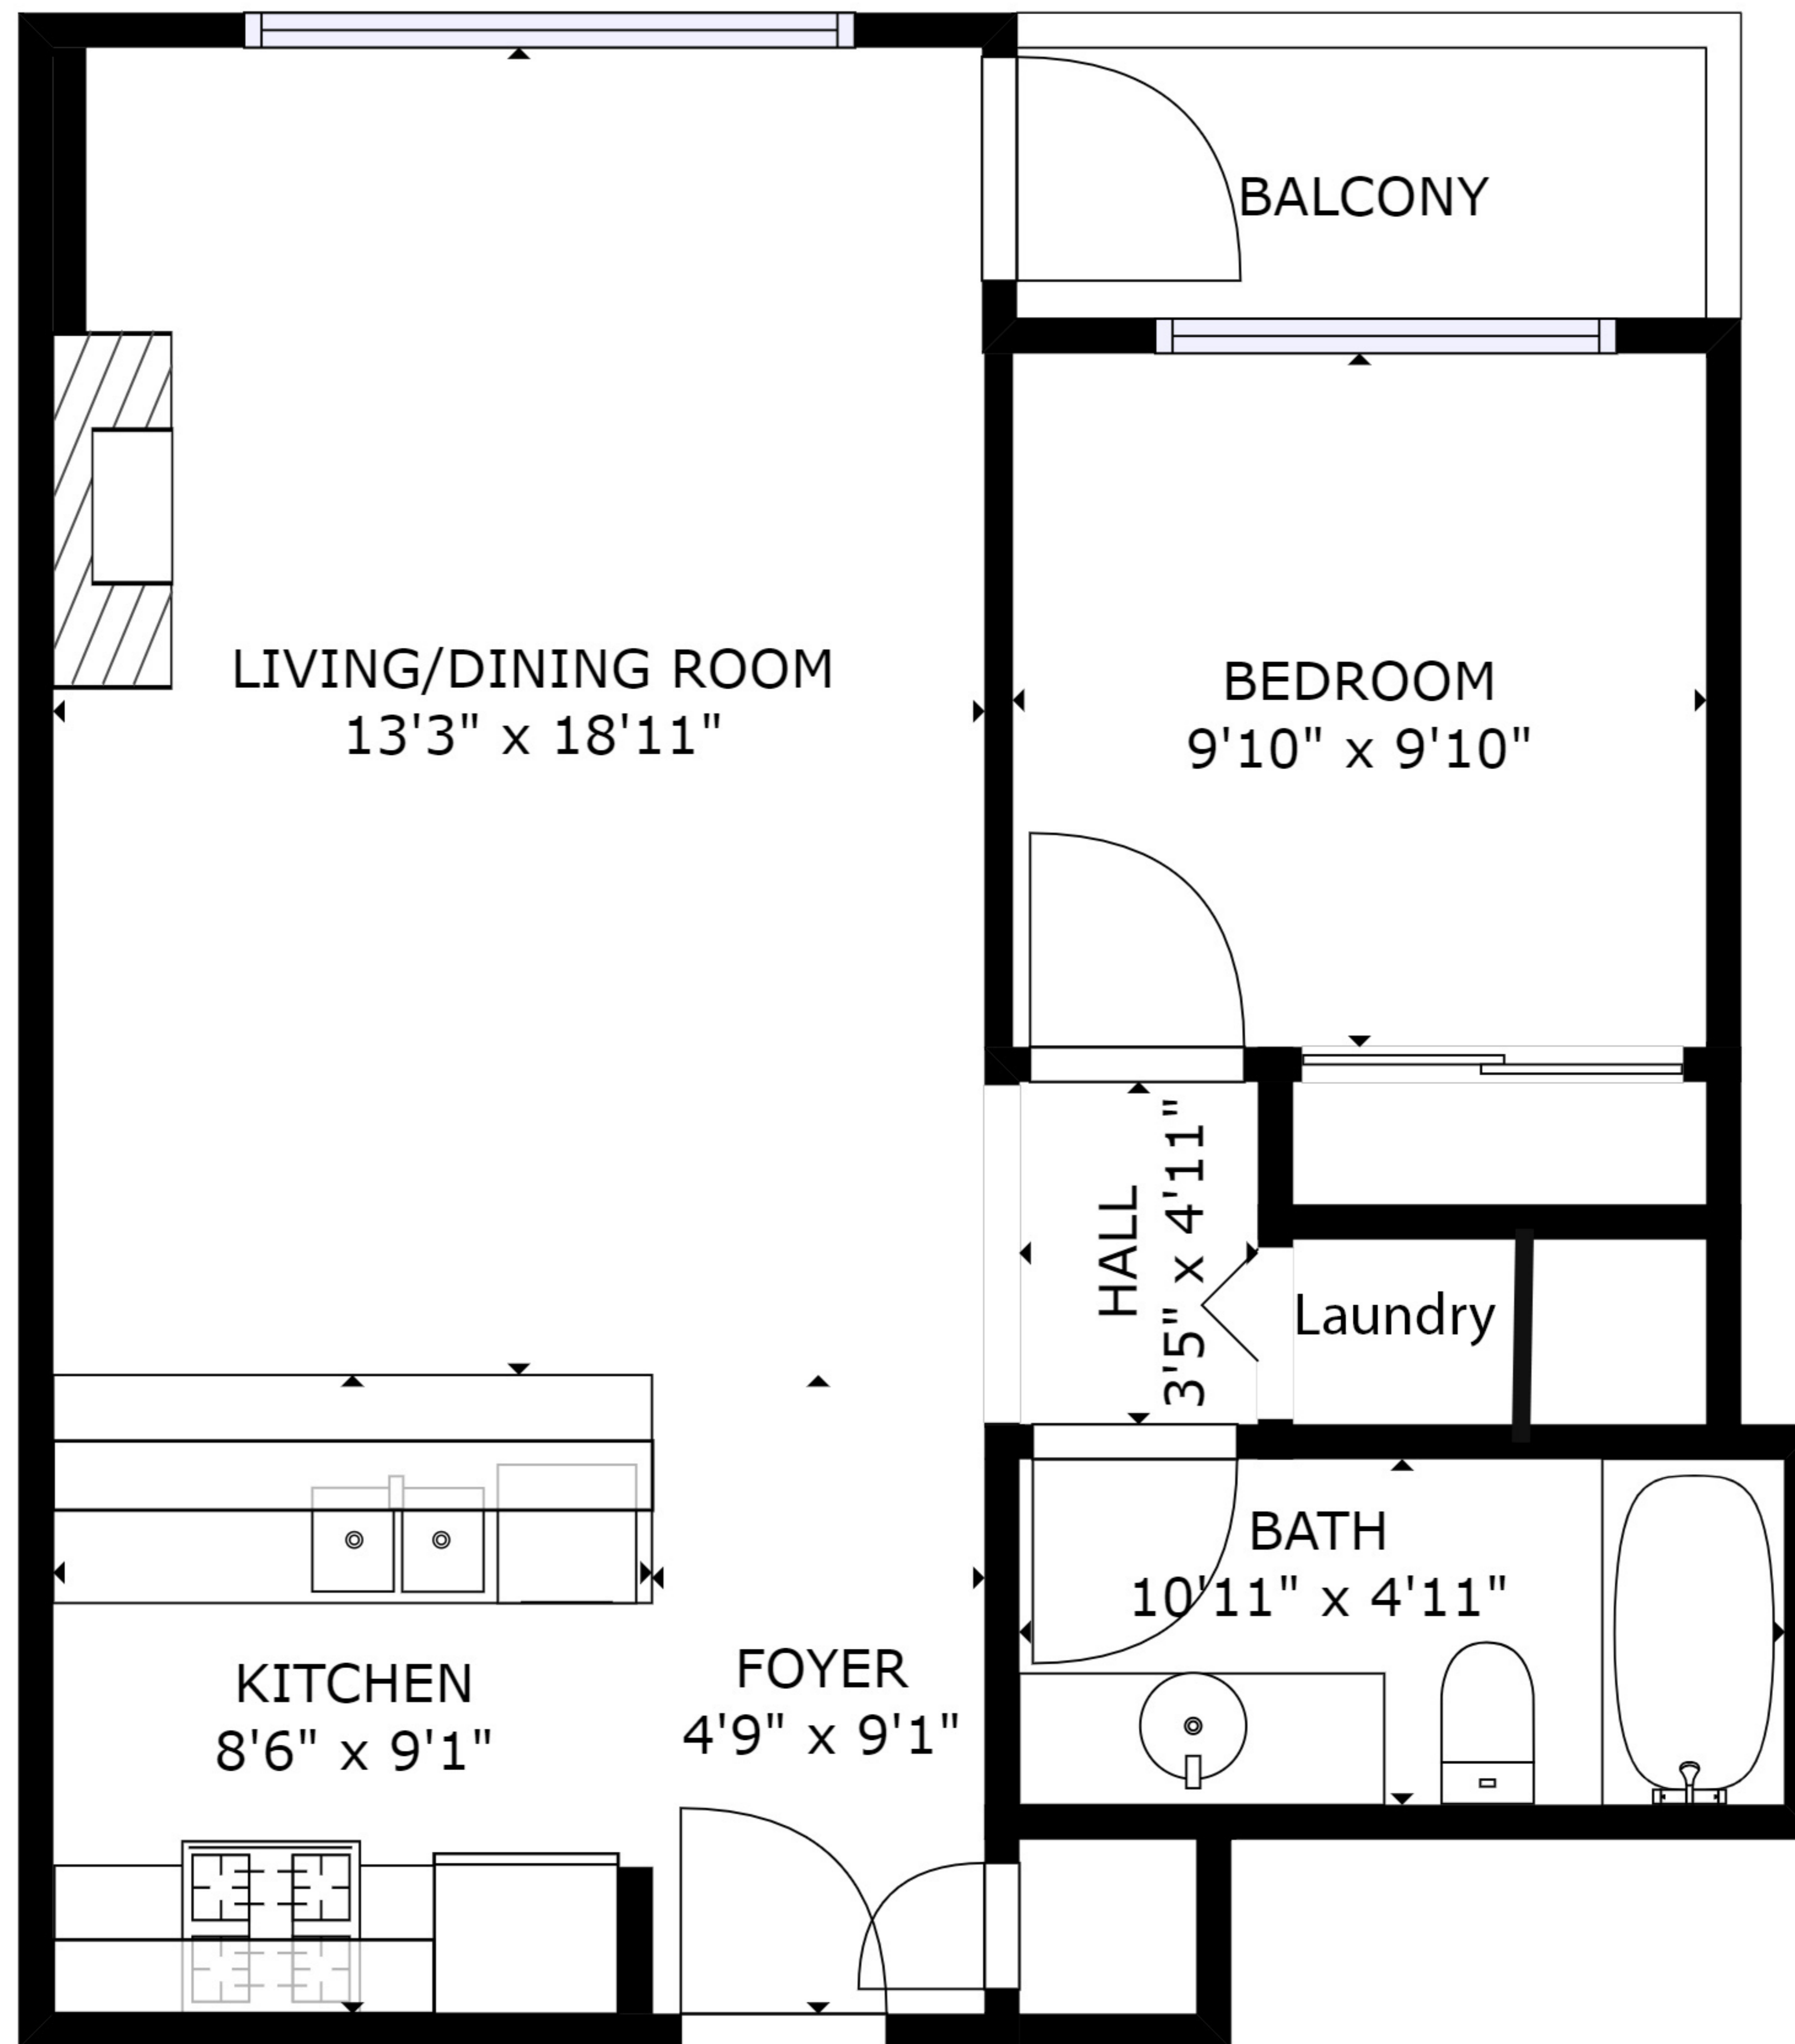 BALCONY
LIVING/DINING ROOM
13'3" x 18'11"
BEDROOM
9'10" x 9'10"
HALL
3'5" x 4'11"
Laundry
BATH
10'11" x 4'11"
KITCHEN
8'6" x 9'1"
FOYER
4'9" x 9'1"